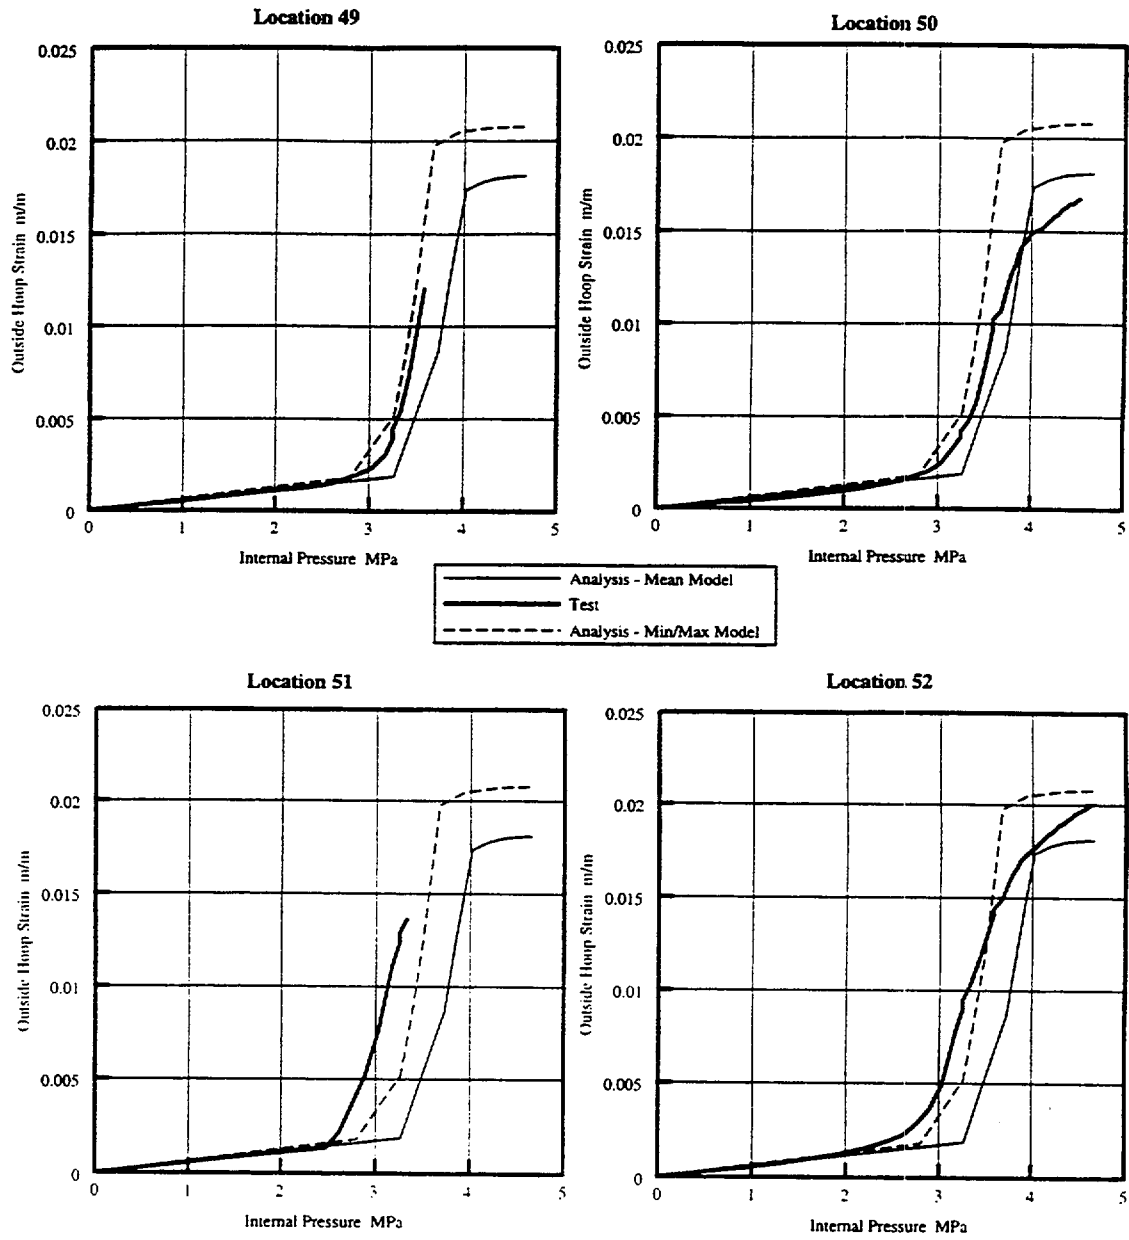 Location 49
0.025
0.02
0.015
0.01
0.005
0
Outside Hoop Strain m/m
0 1 2 3 4 5
Internal Pressure MPa
Location 50
0.025
0.02
0.015
0.01
0.005
0
Outside Hoop Strain m/m
0 1 2 3 4 5
Internal Pressure MPa
Analysis - Mean Model
Test
Analysis - Min/Max Model
Location 51
0.025
0.02
0.015
0.01
0.005
0
Outside Hoop Strain m/m
0 1 2 3 4 5
Internal Pressure MPa
Location 52
0.025
0.02
0.015
0.01
0.005
0
Outside Hoop Strain m/m
0 1 2 3 4 5
Internal Pressure MPa